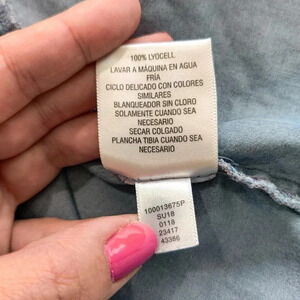 100% LYOCELL
LAVAR A MÁQUINA EN AGUA
FRÍA
CICLO DELICADO CON COLORES
SIMILARES
BLANQUEADOR SIN CLORO
SOLAMENTE CUANDO SEA
NECESARIO
SECAR COLGADO
PLANCHA TIBIA CUANDO SEA
NECESARIO
100013675P
SU18
0118
23417
43366